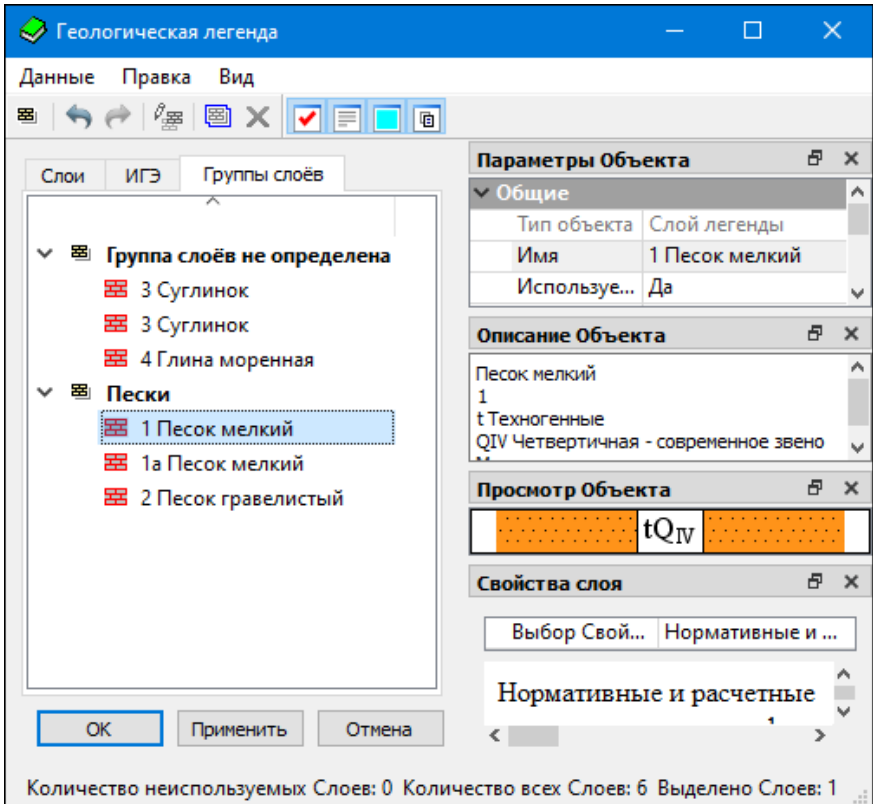 Геологическая легенда
Данные Правка Вид
Слои ИГЭ Группы слоёв
Группа слоёв не определена
3 Суглинок
3 Суглинок
4 Глина моренная
Пески
1 Песок мелкий
1а Песок мелкий
2 Песок гравелистый
OK Применить Отмена
Параметры Объекта
Общие
Тип объекта Слой легенды
Имя 1 Песок мелкий
Используе... Да
Описание Объекта
Песок мелкий
1
t Техногенные
QIV Четвертичная - современное звено
Просмотр Объекта
tQIV
Свойства слоя
Выбор Свой... Нормативные и ...
Нормативные и расчетные
Количество неиспользуемых Слоев: 0 Количество всех Слоев: 6 Выделено Слоев: 1